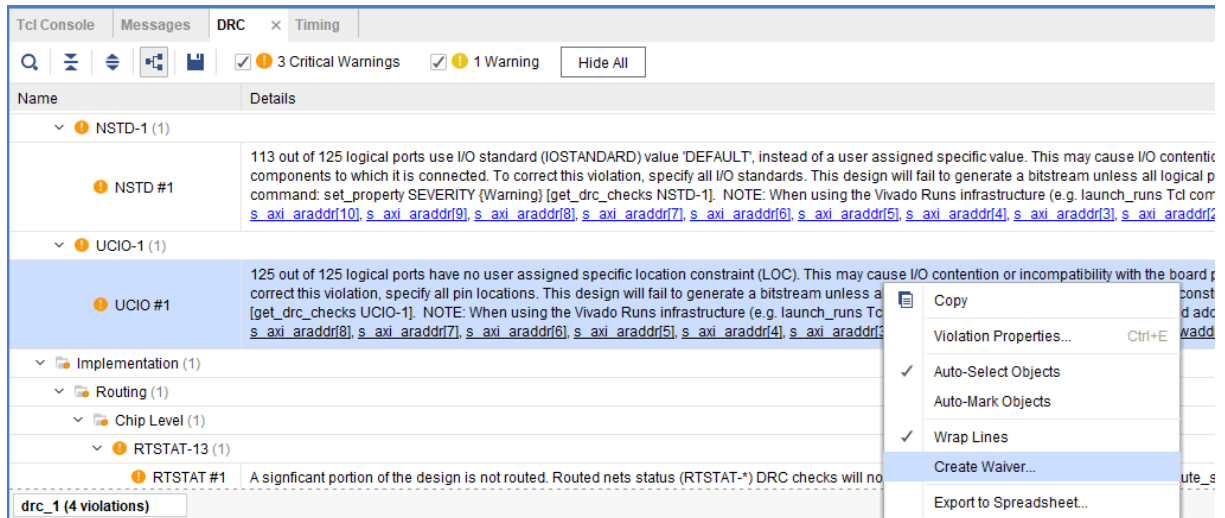 Tcl Console Messages DRC × Timing
3 Critical Warnings 1 Warning Hide All
Name Details
NSTD-1 (1)
113 out of 125 logical ports use I/O standard (IOSTANDARD) value 'DEFAULT', instead of a user assigned specific value. This may cause I/O contentio
NSTD #1 components to which it is connected. To correct this violation, specify all I/O standards. This design will fail to generate a bitstream unless all logical p
command: set_property SEVERITY {Warning} [get_drc_checks NSTD-1]. NOTE: When using the Vivado Runs infrastructure (e.g. launch_runs Tcl com
s_axi_araddr[10], s_axi_araddr[9], s_axi_araddr[8], s_axi_araddr[7], s_axi_araddr[6], s_axi_araddr[5], s_axi_araddr[4], s_axi_araddr[3], s_axi_araddr[2
UCIO-1 (1)
125 out of 125 logical ports have no user assigned specific location constraint (LOC). This may cause I/O contention or incompatibility with the board p
UCIO #1 correct this violation, specify all pin locations. This design will fail to generate a bitstream unless a const
[get_drc_checks UCIO-1]. NOTE: When using the Vivado Runs infrastructure (e.g. launch_runs Tc d add
s_axi_araddr[8], s_axi_araddr[7], s_axi_araddr[6], s_axi_araddr[5], s_axi_araddr[4], s_axi_araddr[3 waddr
Copy
Violation Properties... Ctrl+E
Auto-Select Objects
Auto-Mark Objects
Wrap Lines
Create Waiver...
Export to Spreadsheet...
Implementation (1)
Routing (1)
Chip Level (1)
RTSTAT-13 (1)
RTSTAT #1 A signficant portion of the design is not routed. Routed nets status (RTSTAT-*) DRC checks will no ute_s
drc_1 (4 violations)